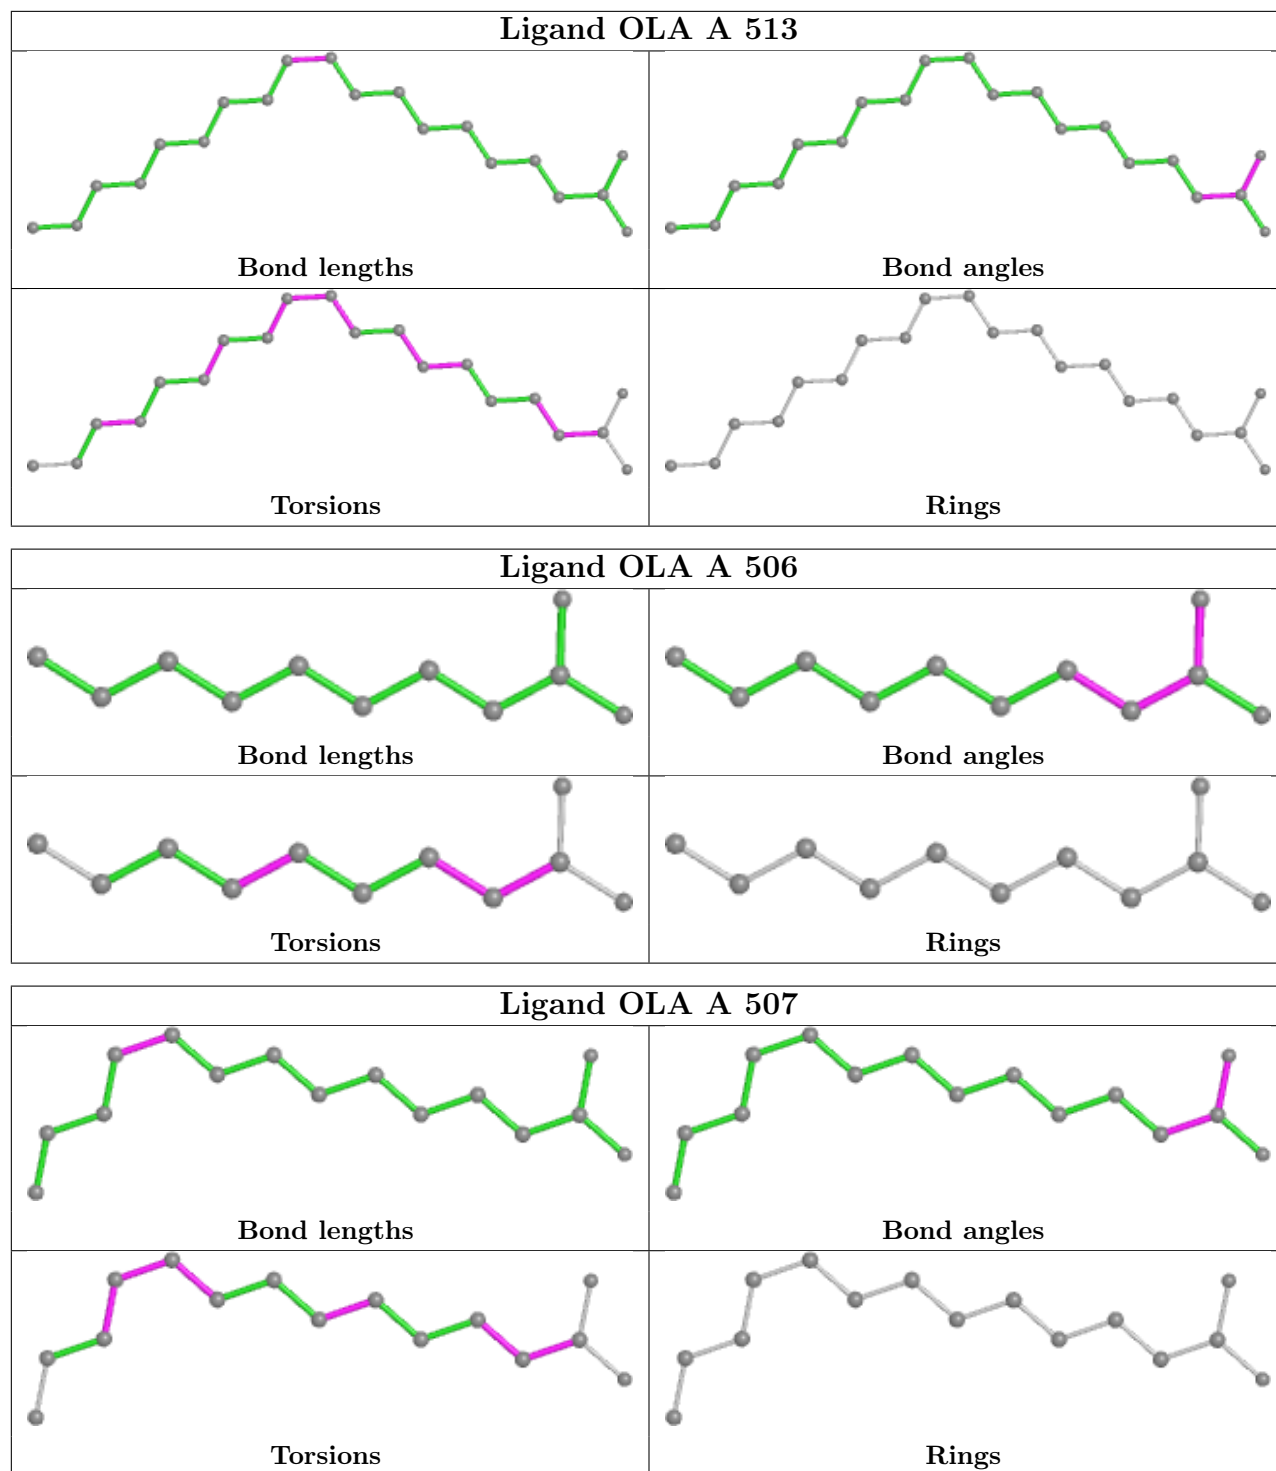 Ligand OLA A 513
Bond lengths
Bond angles
Torsions
Rings
Ligand OLA A 506
Bond lengths
Bond angles
Torsions
Rings
Ligand OLA A 507
Bond lengths
Bond angles
Torsions
Rings